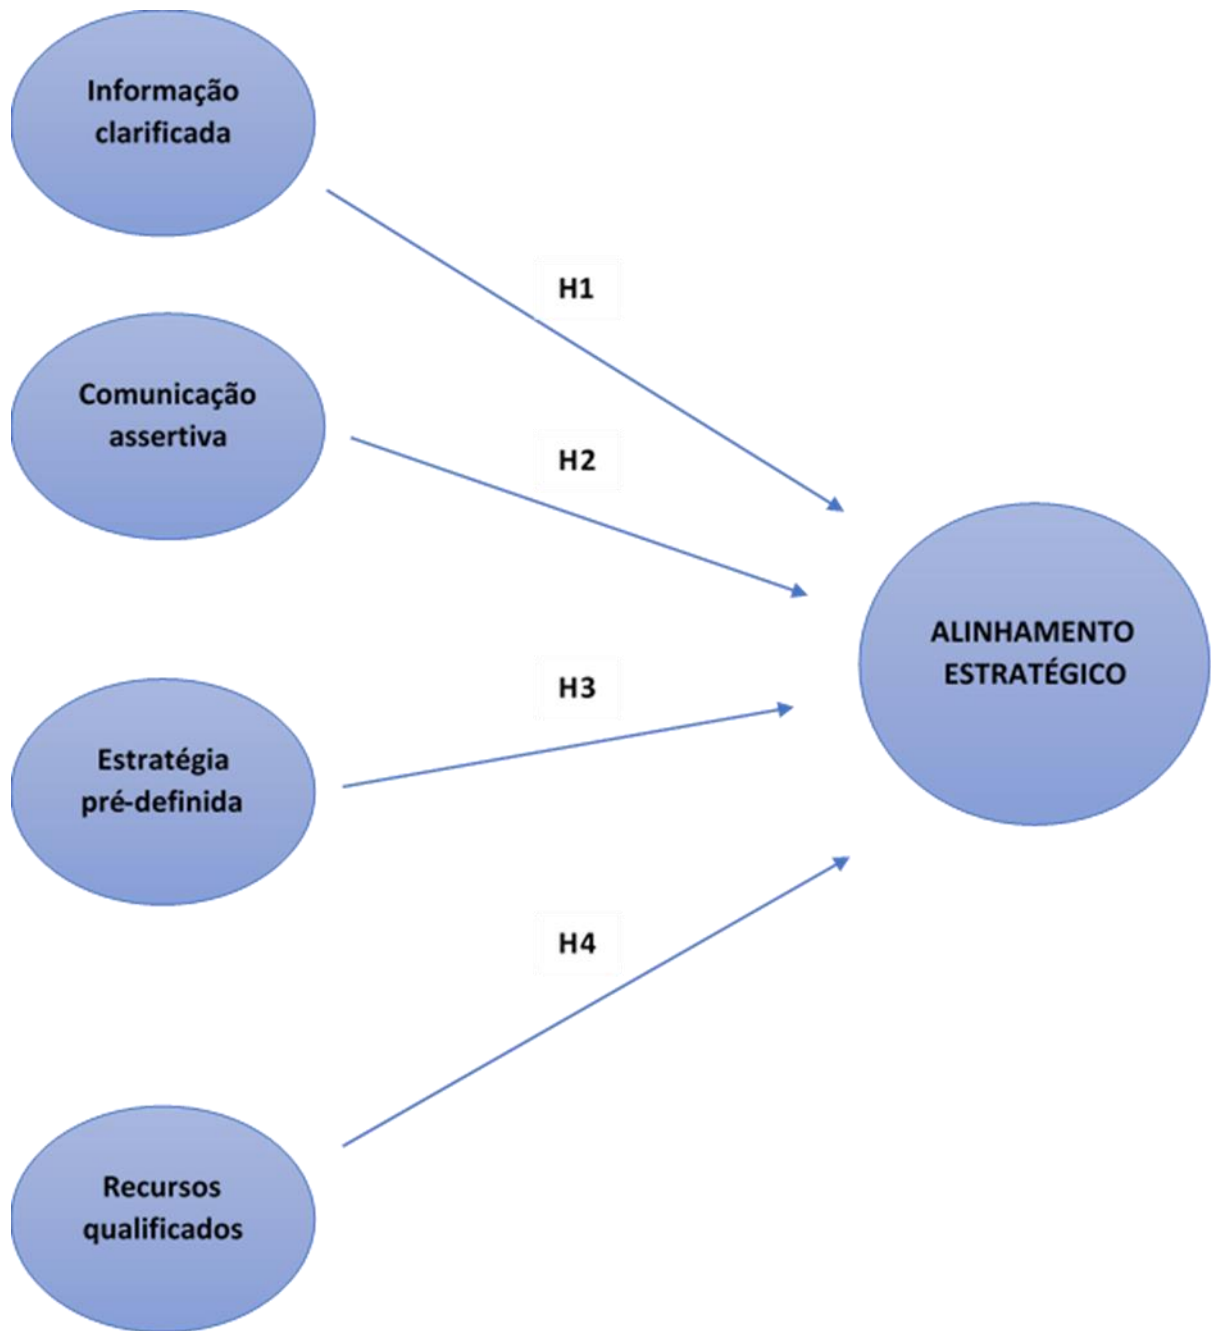 Informação
clarificada
H1
Comunicação
assertiva
H2
ALINHAMENTO
ESTRATÉGICO
H3
Estratégia
pré-definida
H4
Recursos
qualificados